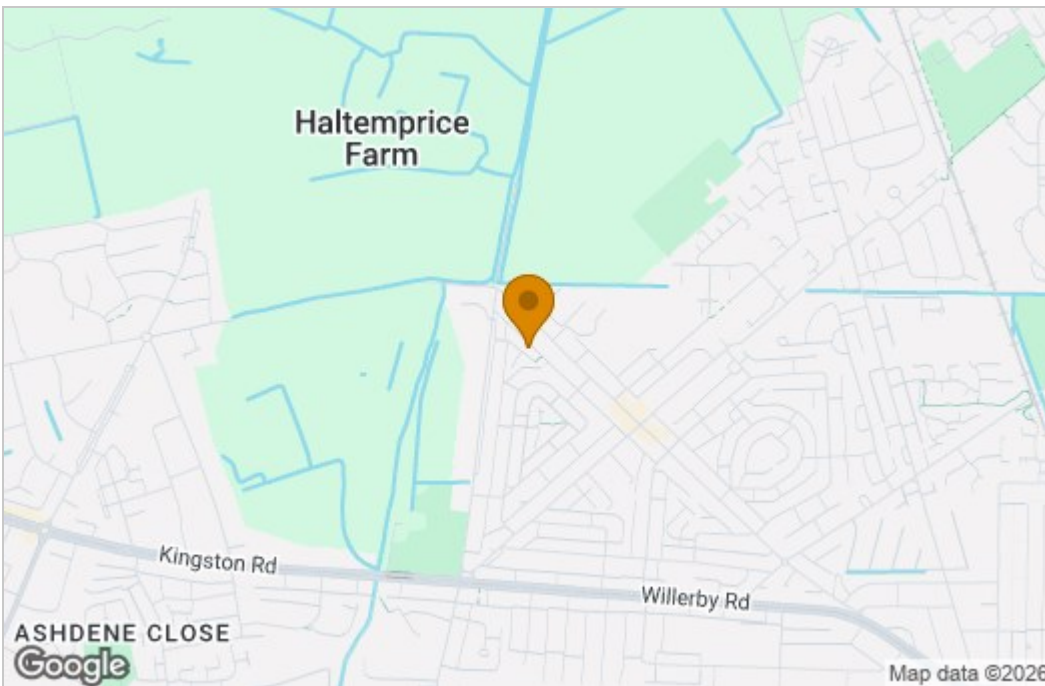 Haltemprice
Farm
Kingston Rd
Willerby Rd
ASHDENE CLOSE
Google
Map data ©2026